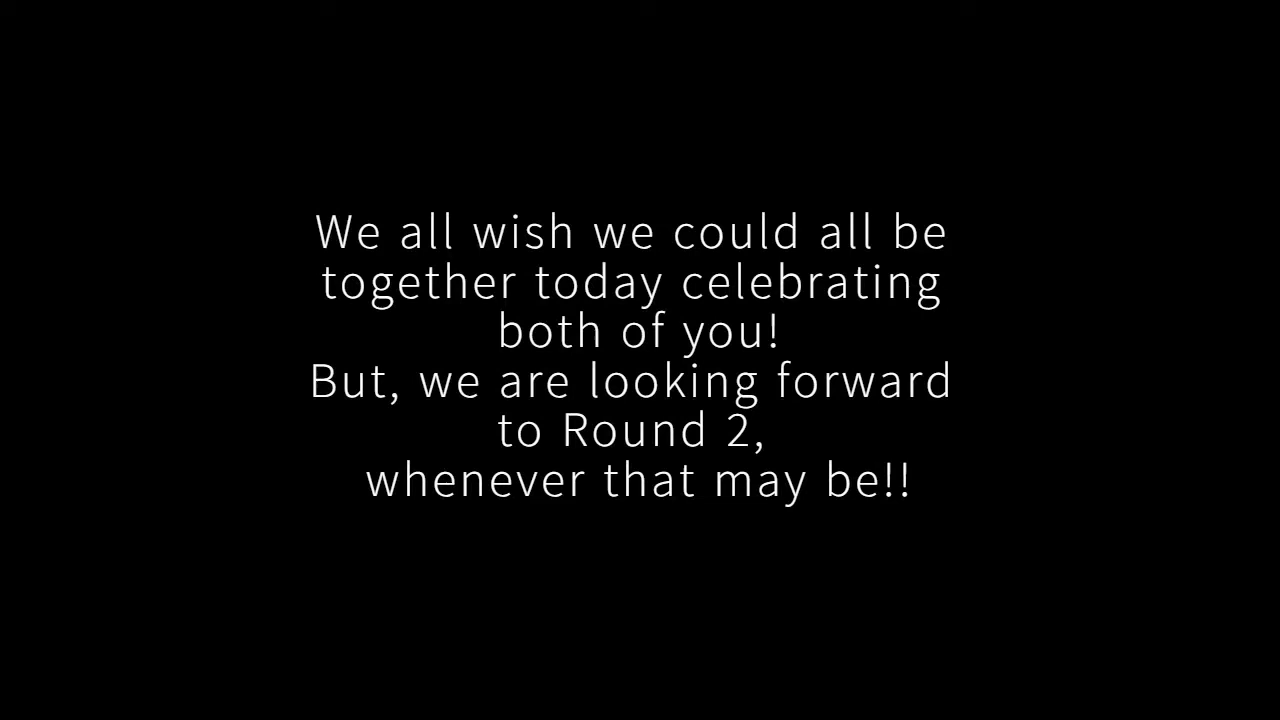 We all wish we could all be
together today celebrating
both of you!
But, we are looking forward
to Round 2,
whenever that may be!!